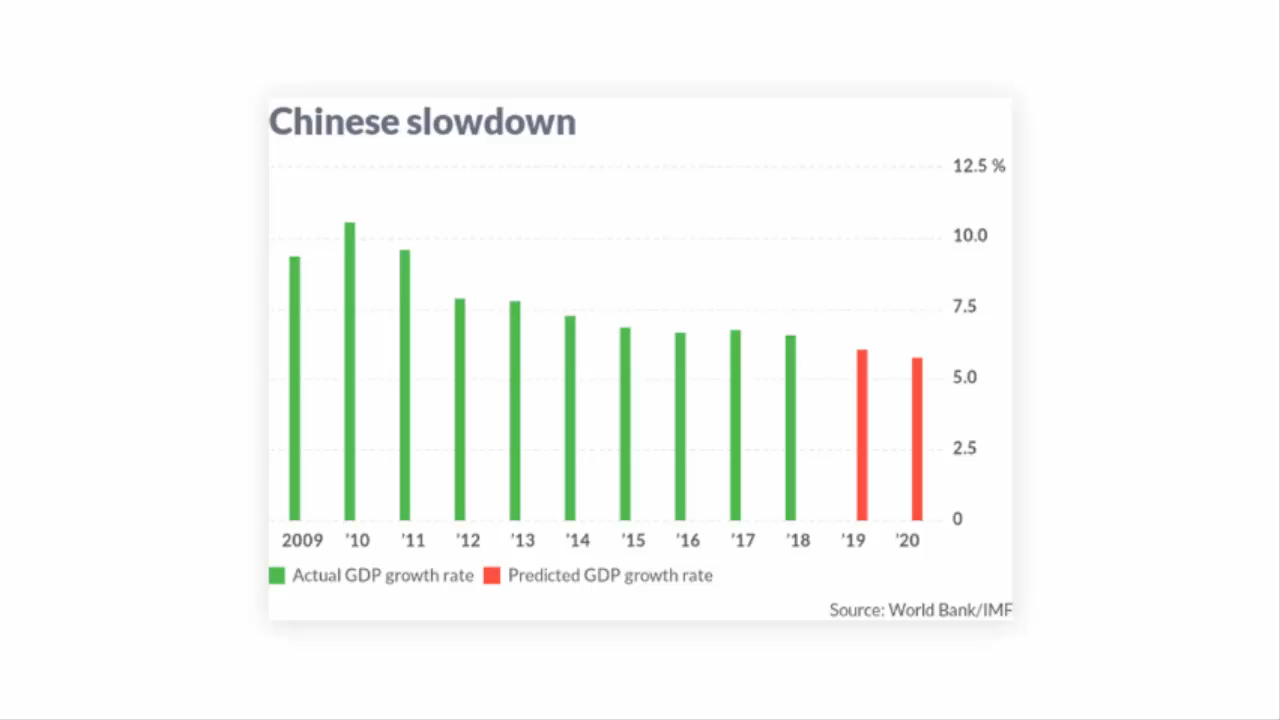 Chinese slowdown
12.5 %
10.0
7.5
5.0
2.5
0
2009 ’10 ’11 ’12 ’13 ’14 ’15 ’16 ’17 ’18 ’19 ’20
Actual GDP growth rate Predicted GDP growth rate
Source: World Bank/IMF